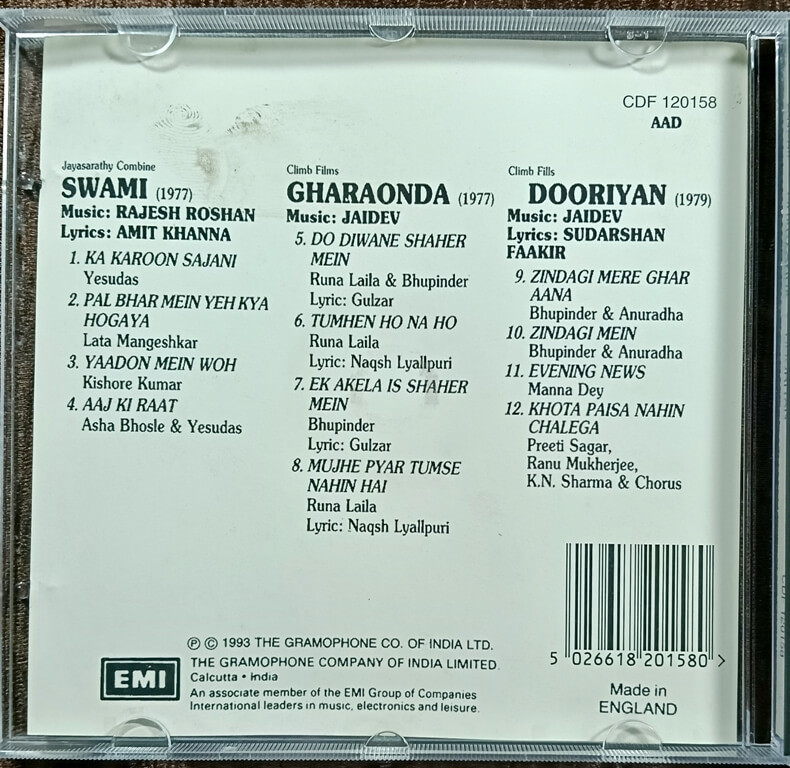 CDF 120158
AAD
Jayasarathy Combine
SWAMI (1977)
Music: RAJESH ROSHAN
Lyrics: AMIT KHANNA
1. KA KAROON SAJANI
Yesudas
2. PAL BHAR MEIN YEH KYA
HOGAYA
Lata Mangeshkar
3. YAADON MEIN WOH
Kishore Kumar
4. AAJ KI RAAT
Asha Bhosle & Yesudas
Climb Films
GHARAONDA (1977)
Music: JAIDEV
5. DO DIWANE SHAHER
MEIN
Runa Laila & Bhupinder
Lyric: Gulzar
6. TUMHEN HO NA HO
Runa Laila
Lyric: Naqsh Lyallpuri
7. EK AKELA IS SHAHER
MEIN
Bhupinder
Lyric: Gulzar
8. MUJHE PYAR TUMSE
NAHIN HAI
Runa Laila
Lyric: Naqsh Lyallpuri
Climb Fills
DOORIYAN (1979)
Music: JAIDEV
Lyrics: SUDARSHAN
FAAKIR
9. ZINDAGI MERE GHAR
AANA
Bhupinder & Anuradha
10. ZINDAGI MEIN
Bhupinder & Anuradha
11. EVENING NEWS
Manna Dey
12. KHOTA PAISA NAHIN
CHALEGA
Preeti Sagar,
Ranu Mukherjee,
K.N. Sharma & Chorus
℗ © 1993 THE GRAMOPHONE CO. OF INDIA LTD.
EMI
THE GRAMOPHONE COMPANY OF INDIA LIMITED.
Calcutta • India
An associate member of the EMI Group of Companies
International leaders in music, electronics and leisure.
5 026618 201580 >
Made in
ENGLAND
CDF 120158